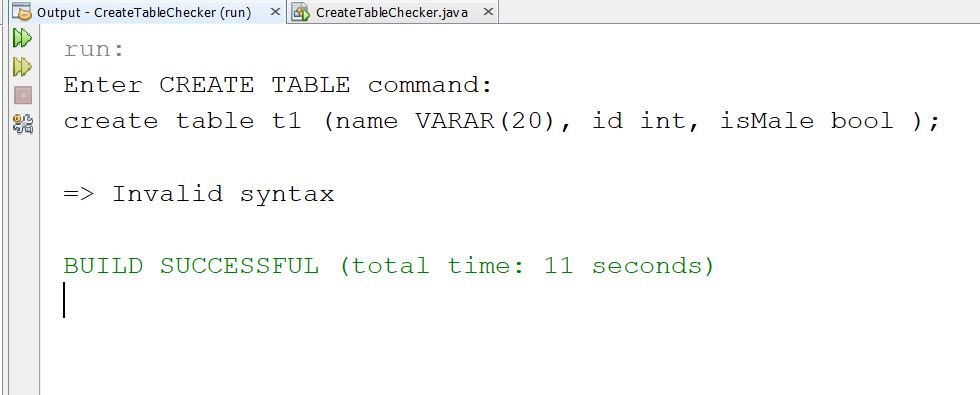 Output - CreateTableChecker (run) × CreateTableChecker.java ×
run:
Enter CREATE TABLE command:
create table t1 (name VARAR(20), id int, isMale bool );
=> Invalid syntax
BUILD SUCCESSFUL (total time: 11 seconds)